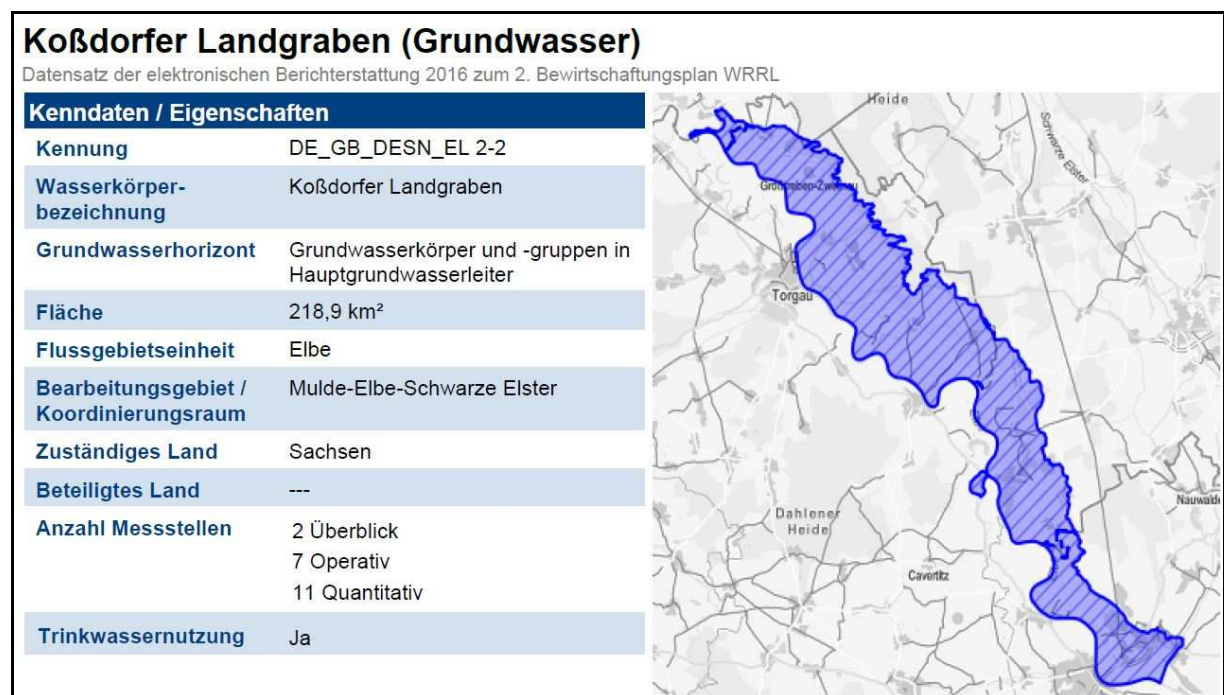 Koßdorfer Landgraben (Grundwasser)
Datensatz der elektronischen Berichterstattung 2016 zum 2. Bewirtschaftungsplan WRRL
Kenndaten / Eigenschaften
Kennung DE_GB_DESN_EL 2-2
Wasserkörper-
bezeichnung Koßdorfer Landgraben
Grundwasserhorizont Grundwasserkörper und -gruppen in
Hauptgrundwasserleiter
Fläche 218,9 km²
Flussgebietseinheit Elbe
Bearbeitungsgebiet /
Koordinierungsraum Mulde-Elbe-Schwarze Elster
Zuständiges Land Sachsen
Beteiligtes Land ---
Anzahl Messstellen 2 Überblick
7 Operativ
11 Quantitativ
Trinkwassernutzung Ja
Heide
Schwarze Elster
Torgau
Dahlener
Heide
Cavertitz
Nauwalde